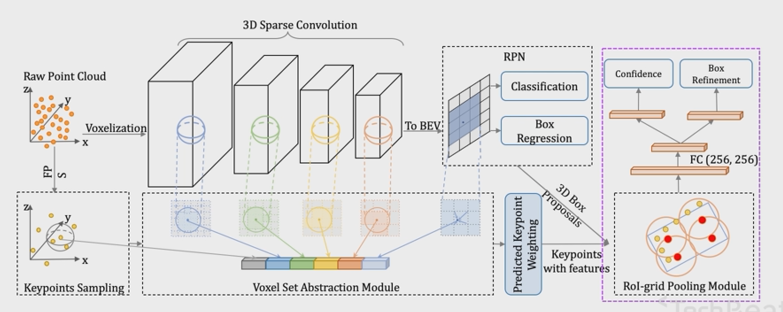 3D Sparse Convolution
RPN
Raw Point Cloud
z
y
x
Voxelization
To BEV
Classification
Box
Regression
Confidence
Box
Refinement
FC (256, 256)
FP
S
3D Box
Proposals
z
y
x
Keypoints Sampling
Voxel Set Abstraction Module
Predicted Keypoint
Weighting
Keypoints
with features
RoI-grid Pooling Module